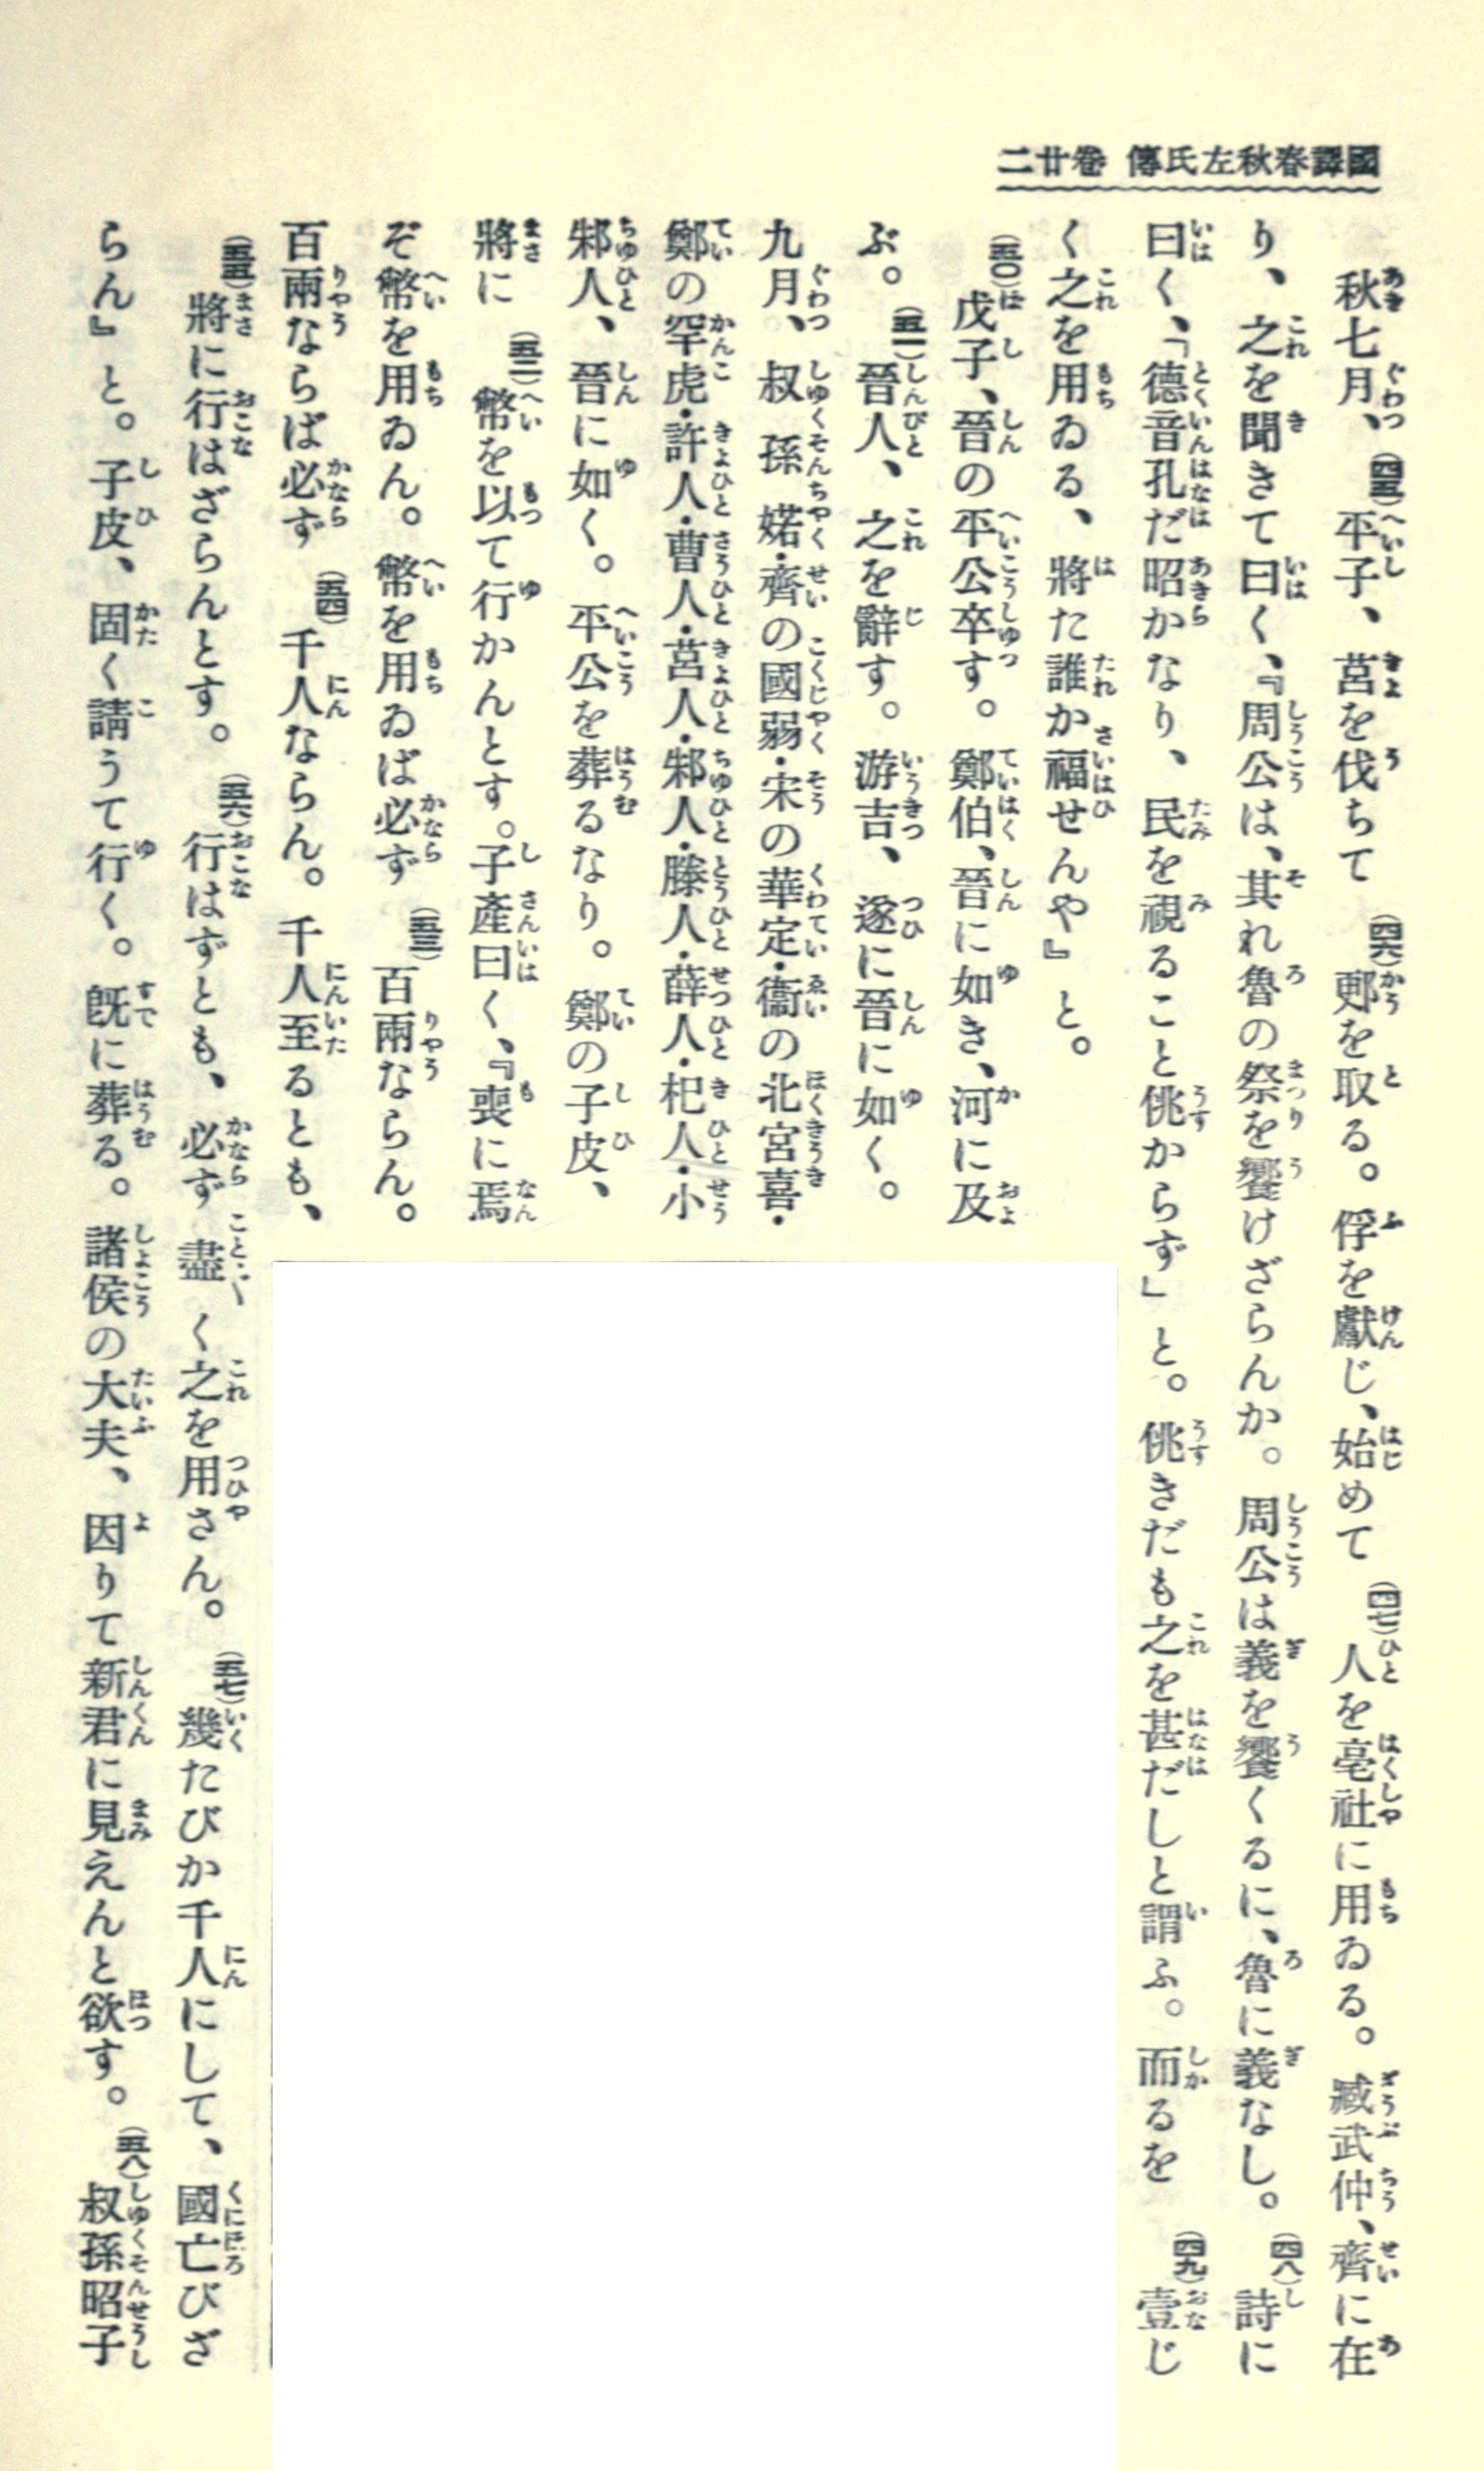 國譯春秋左氏傳 卷廿二
秋七月、(四五)平子、莒を伐ちて(四六)郠を取る。俘を獻じ、始めて(四七)人を亳社に用ゐる。臧武仲、齊に在
り、之を聞きて曰く、『周公は、其れ魯の祭を饗けざらんか。周公は義を饗くるに、魯に義なし。(四八)詩に
曰く、「德音孔だ昭かなり、民を視ること佻からず」と。佻きだも之を甚だしと謂ふ。而るを(四九)壹じ
く之を用ゐる、將た誰か福せんや』と。
(五〇)戊子、晉の平公卒す。鄭伯、晉に如き、河に及
ぶ。(五一)晉人、之を辭す。游吉、遂に晉に如く。
九月、叔孫婼・齊の國弱・宋の華定・衞の北宮喜・
鄭の罕虎・許人・曹人・莒人・邾人・滕人・薛人・杞人・小
邾人、晉に如く。平公を葬るなり。鄭の子皮、
將に(五二)幣を以て行かんとす。子產曰く、『喪に焉
ぞ幣を用ゐん。幣を用ゐば必ず(五三)百兩ならん。
百兩ならば必ず(五四)千人ならん。千人至るとも、
(五五)將に行はざらんとす。(五六)行はずとも、必ず盡く之を用さん。(五七)幾たびか千人にして、國亡びざ
らん』と。子皮、固く請うて行く。旣に葬る。諸侯の大夫、因りて新君に見えんと欲す。(五八)叔孫昭子